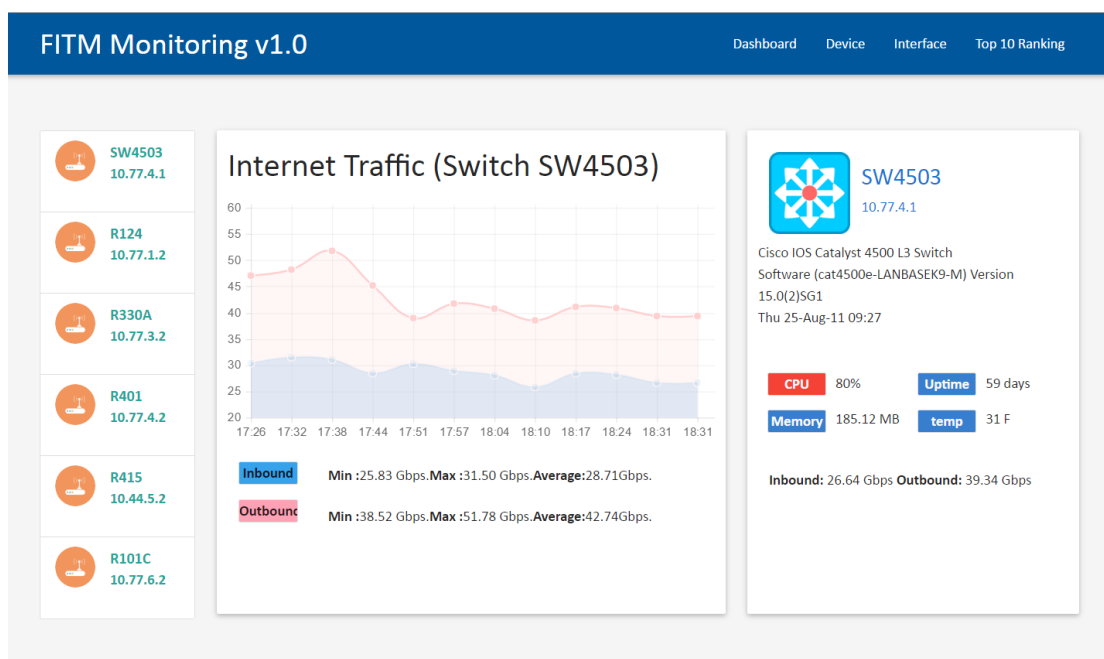 FITM Monitoring v1.0
Dashboard Device Interface Top 10 Ranking
SW4503
10.77.4.1
R124
10.77.1.2
R330A
10.77.3.2
R401
10.77.4.2
R415
10.44.5.2
R101C
10.77.6.2
Internet Traffic (Switch SW4503)
60
55
50
45
40
35
30
25
20
17:26 17:32 17:38 17:44 17:51 17:57 18:04 18:10 18:17 18:24 18:31 18:31
Inbound Min :25.83 Gbps.Max :31.50 Gbps.Average:28.71Gbps.
Outbound Min :38.52 Gbps.Max :51.78 Gbps.Average:42.74Gbps.
SW4503
10.77.4.1
Cisco IOS Catalyst 4500 L3 Switch
Software (cat4500e-LANBASEK9-M) Version
15.0(2)SG1
Thu 25-Aug-11 09:27
CPU 80% Uptime 59 days
Memory 185.12 MB temp 31 F
Inbound: 26.64 Gbps Outbound: 39.34 Gbps